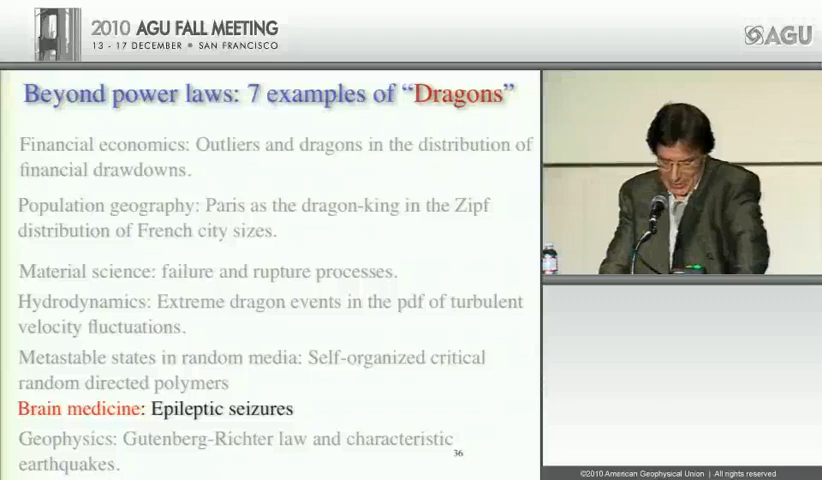 2010 AGU FALL MEETING
13 - 17 DECEMBER • SAN FRANCISCO
AGU
Beyond power laws: 7 examples of “Dragons”
Financial economics: Outliers and dragons in the distribution of
financial drawdowns.
Population geography: Paris as the dragon-king in the Zipf
distribution of French city sizes.
Material science: failure and rupture processes.
Hydrodynamics: Extreme dragon events in the pdf of turbulent
velocity fluctuations.
Metastable states in random media: Self-organized critical
random directed polymers
Brain medicine: Epileptic seizures
Geophysics: Gutenberg-Richter law and characteristic
earthquakes.
36
©2010 American Geophysical Union | All rights reserved